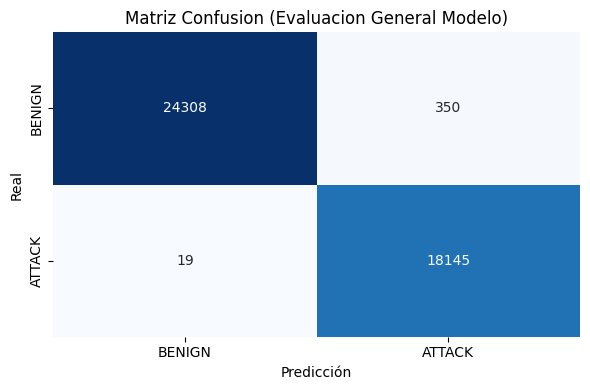 Matriz Confusion (Evaluacion General Modelo)
BENIGN
24308
350
Real
ATTACK
19
18145
BENIGN
ATTACK
Predicción